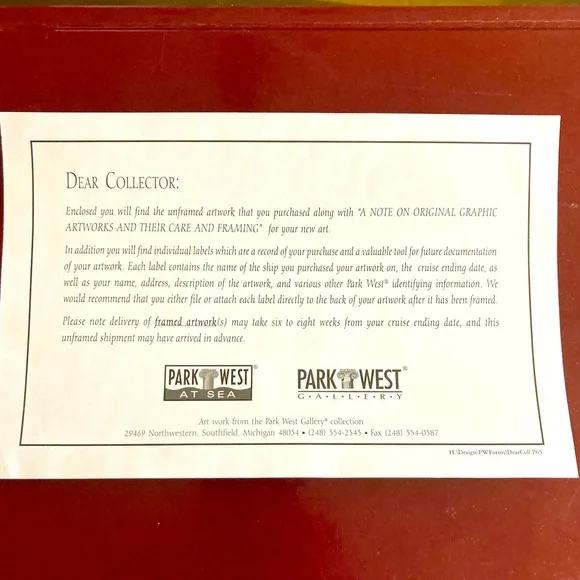 DEAR COLLECTOR:
Enclosed you will find the unframed artwork that you purchased along with "A NOTE ON ORIGINAL GRAPHIC
ARTWORKS AND THEIR CARE AND FRAMING" for your new art.
In addition you will find individual labels which are a record of your purchase and a valuable tool for future documentation
of your artwork. Each label contains the name of the ship you purchased your artwork on, the cruise ending date, as
well as your name, address, description of the artwork, and various other Park West® identifying information. We
would recommend that you either file or attach each label directly to the back of your artwork after it has been framed.
Please note delivery of framed artwork(s) may take six to eight weeks from your cruise ending date, and this
unframed shipment may have arrived in advance.
PARK WEST®
AT SEA
PARK WEST®
G•A•L•L•E•R•Y
Art work from the Park West Gallery® collection
29469 Northwestern, Southfield, Michigan 48034 • (248) 354-2343 • Fax (248) 354-0387
H:\Design\PWForms\DearColl.P65